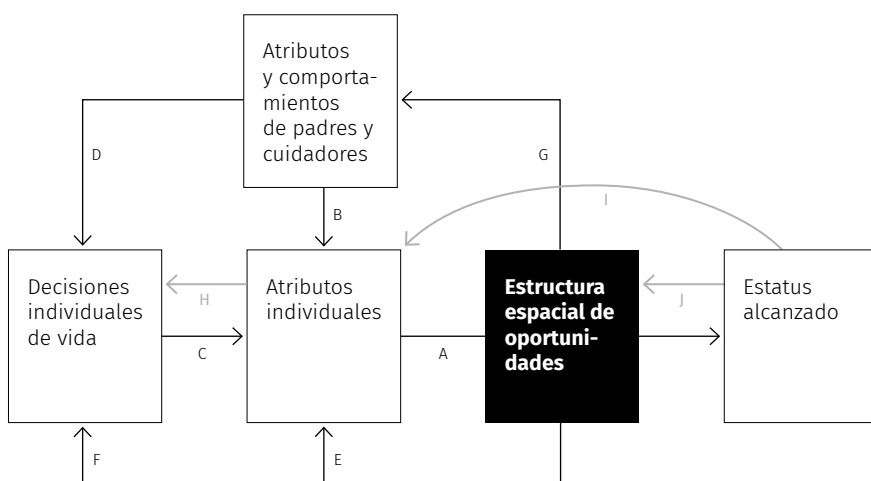 Atributos
y comporta-
mientos
de padres y
cuidadores
D
G
B
I
Decisiones
individuales
de vida
H
C
Atributos
individuales
A
Estructura
espacial de
oportuni-
dades
J
Estatus
alcanzado
F
E